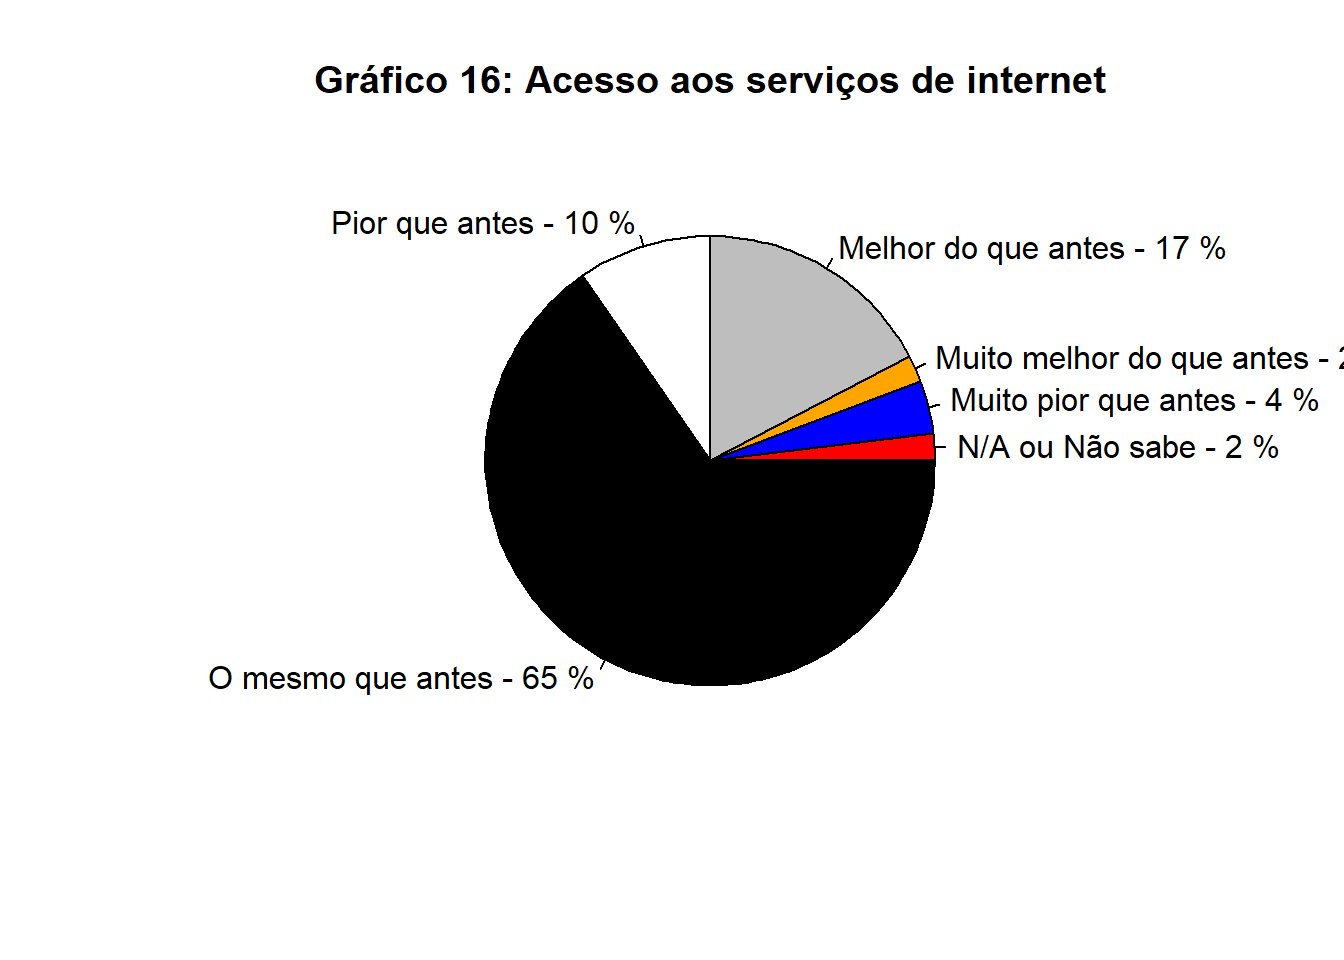 Gráfico 16: Acesso aos serviços de internet
Pior que antes - 10 %
Melhor do que antes - 17 %
Muito melhor do que antes - 2
Muito pior que antes - 4 %
N/A ou Não sabe - 2 %
O mesmo que antes - 65 %